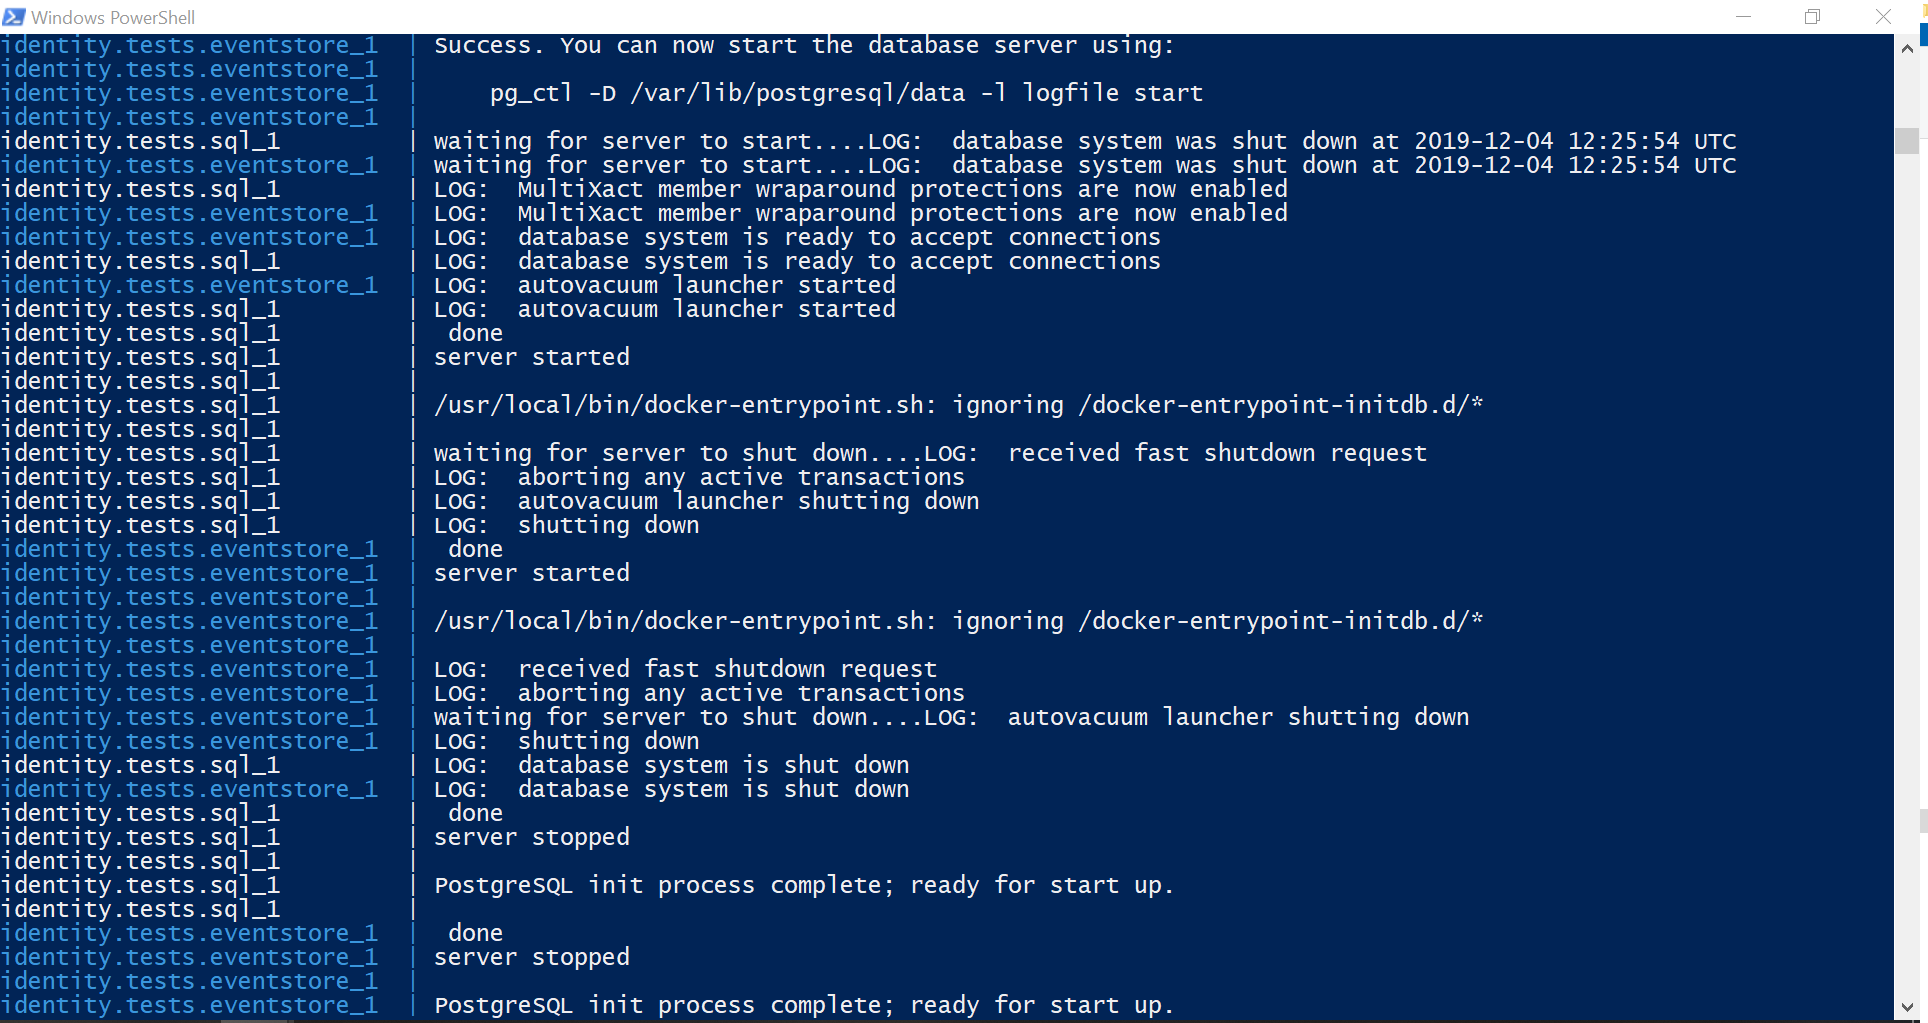 Windows PowerShell
identity.tests.eventstore_1 | Success. You can now start the database server using:
identity.tests.eventstore_1 |
identity.tests.eventstore_1 |     pg_ctl -D /var/lib/postgresql/data -l logfile start
identity.tests.eventstore_1 |
identity.tests.sql_1 | waiting for server to start....LOG:  database system was shut down at 2019-12-04 12:25:54 UTC
identity.tests.eventstore_1 | waiting for server to start....LOG:  database system was shut down at 2019-12-04 12:25:54 UTC
identity.tests.sql_1 | LOG:  MultiXact member wraparound protections are now enabled
identity.tests.eventstore_1 | LOG:  MultiXact member wraparound protections are now enabled
identity.tests.eventstore_1 | LOG:  database system is ready to accept connections
identity.tests.sql_1 | LOG:  database system is ready to accept connections
identity.tests.eventstore_1 | LOG:  autovacuum launcher started
identity.tests.sql_1 | LOG:  autovacuum launcher started
identity.tests.sql_1 |  done
identity.tests.sql_1 | server started
identity.tests.sql_1 |
identity.tests.sql_1 | /usr/local/bin/docker-entrypoint.sh: ignoring /docker-entrypoint-initdb.d/*
identity.tests.sql_1 |
identity.tests.sql_1 | waiting for server to shut down....LOG:  received fast shutdown request
identity.tests.sql_1 | LOG:  aborting any active transactions
identity.tests.sql_1 | LOG:  autovacuum launcher shutting down
identity.tests.sql_1 | LOG:  shutting down
identity.tests.eventstore_1 |  done
identity.tests.eventstore_1 | server started
identity.tests.eventstore_1 |
identity.tests.eventstore_1 | /usr/local/bin/docker-entrypoint.sh: ignoring /docker-entrypoint-initdb.d/*
identity.tests.eventstore_1 |
identity.tests.eventstore_1 | LOG:  received fast shutdown request
identity.tests.eventstore_1 | LOG:  aborting any active transactions
identity.tests.eventstore_1 | waiting for server to shut down....LOG:  autovacuum launcher shutting down
identity.tests.eventstore_1 | LOG:  shutting down
identity.tests.sql_1 | LOG:  database system is shut down
identity.tests.eventstore_1 | LOG:  database system is shut down
identity.tests.sql_1 |  done
identity.tests.sql_1 | server stopped
identity.tests.sql_1 |
identity.tests.sql_1 | PostgreSQL init process complete; ready for start up.
identity.tests.sql_1 |
identity.tests.eventstore_1 |  done
identity.tests.eventstore_1 | server stopped
identity.tests.eventstore_1 |
identity.tests.eventstore_1 | PostgreSQL init process complete; ready for start up.